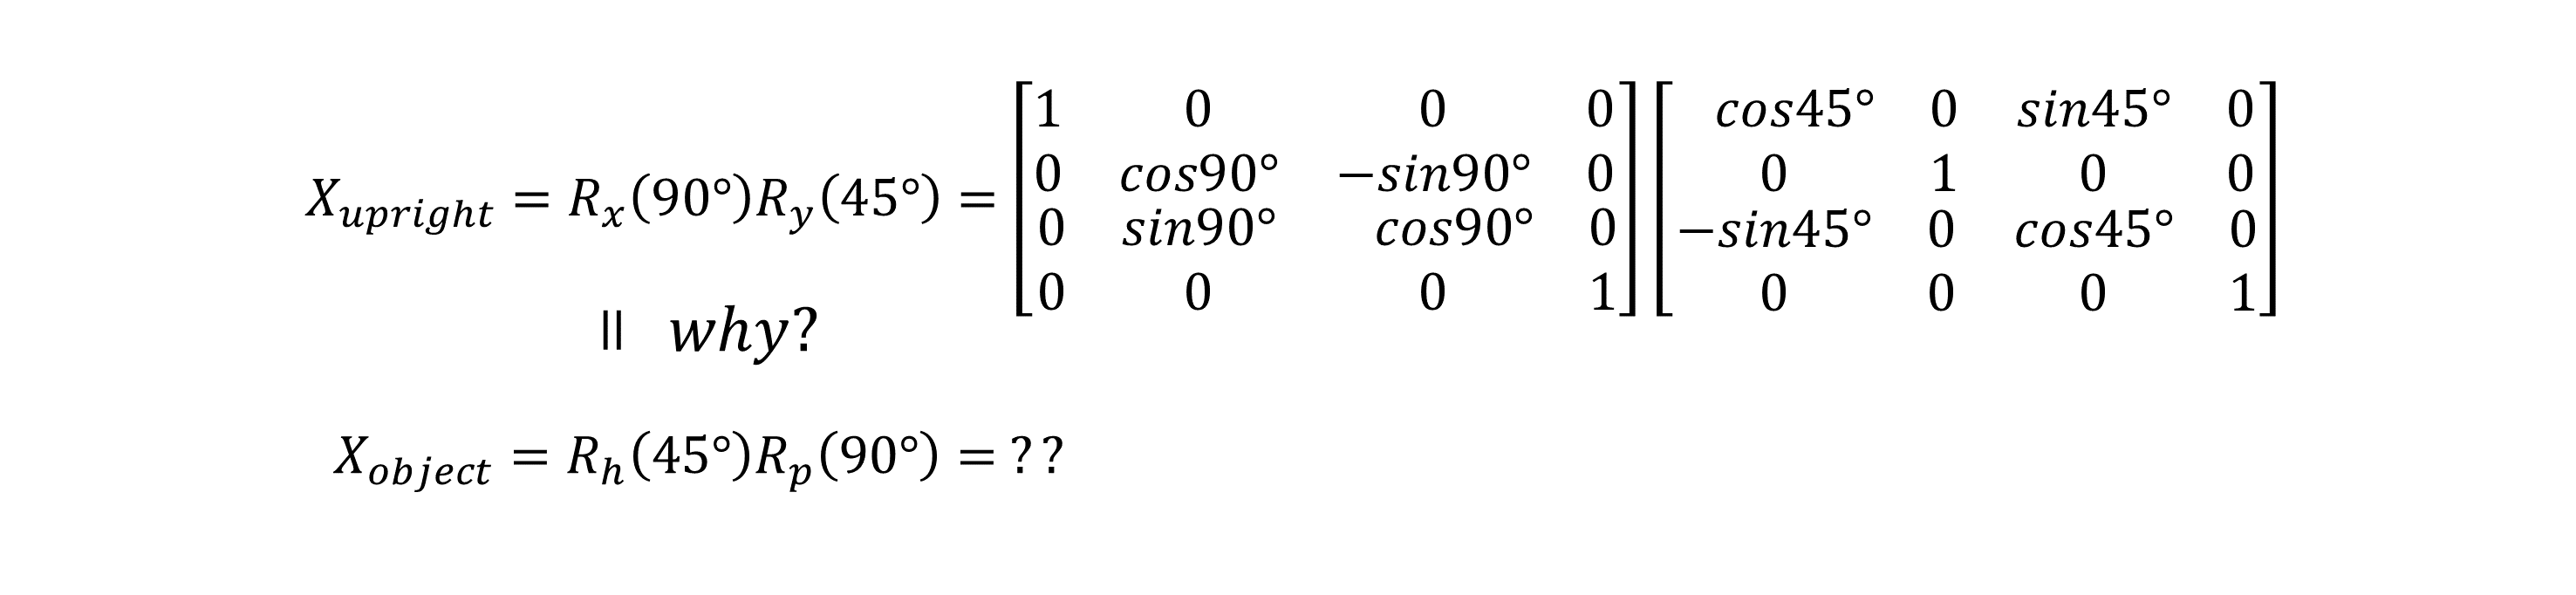 X_upright = R_x(90°)R_y(45°) = [1 0 0 0; 0 cos90° −sin90° 0; 0 sin90° cos90° 0; 0 0 0 1] [cos45° 0 sin45° 0; 0 1 0 0; −sin45° 0 cos45° 0; 0 0 0 1]
॥ why?
X_object = R_h(45°)R_p(90°) = ??